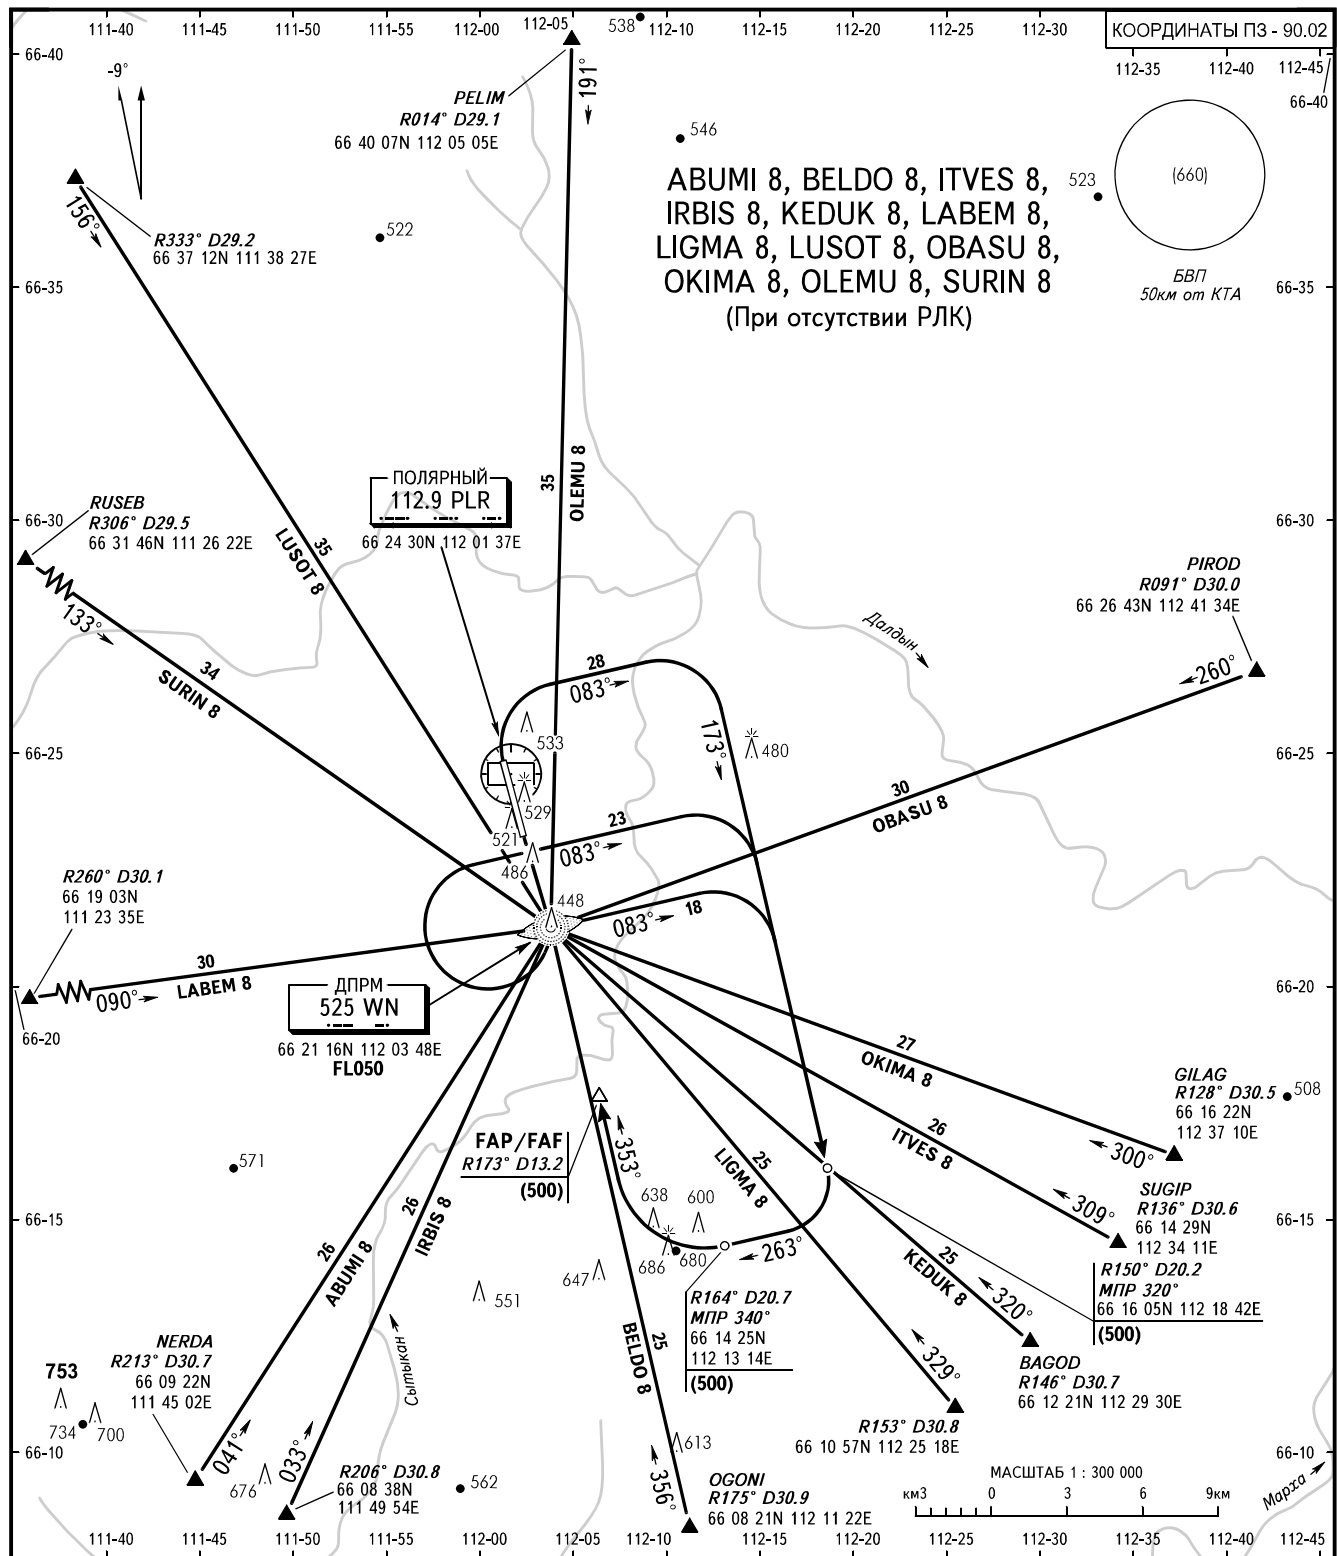 КООРДИНАТЫ ПЗ - 90.02
111-40 111-45 111-50 111-55 112-00 112-05 112-10 112-15 112-20 112-25 112-30
112-35 112-40 112-45
66-40
66-40
538
-9°
191°
PELIM
R014° D29.1
66 40 07N 112 05 05E
546
ABUMI 8, BELDO 8, ITVES 8,
IRBIS 8, KEDUK 8, LABEM 8,
LIGMA 8, LUSOT 8, OBASU 8,
OKIMA 8, OLEMU 8, SURIN 8
(При отсутствии РЛК)
523
(660)
БВП
50км от КТА
156°
R333° D29.2
66 37 12N 111 38 27E
522
66-35
66-35
ПОЛЯРНЫЙ
112.9 PLR
66 24 30N 112 01 37E
35
OLEMU 8
RUSEB
R306° D29.5
66 31 46N 111 26 22E
66-30
66-30
35
LUSOT 8
133°
34
SURIN 8
PIROD
R091° D30.0
66 26 43N 112 41 34E
Далдын
260°
28
083°
173°
533
480
66-25
66-25
529
521
486
30
OBASU 8
23
083°
448
083°
18
R260° D30.1
66 19 03N
111 23 35E
30
LABEM 8
090°
ДПРМ
525 WN
66 21 16N 112 03 48E
FL050
66-20
66-20
27
OKIMA 8
GILAG
R128° D30.5
66 16 22N
112 37 10E
508
300°
26
ITVES 8
309°
SUGIP
R136° D30.6
66 14 29N
112 34 11E
FAP/FAF
R173° D13.2
(500)
353°
571
25
LIGMA 8
638
600
686
680
647
551
263°
66-15
66-15
26
IRBIS 8
26
ABUMI 8
25
KEDUK 8
320°
R150° D20.2
МПР 320°
66 16 05N 112 18 42E
(500)
R164° D20.7
МПР 340°
66 14 25N
112 13 14E
(500)
25
BELDO 8
329°
BAGOD
R146° D30.7
66 12 21N 112 29 30E
NERDA
R213° D30.7
66 09 22N
111 45 02E
Сытыкан
753
734
700
R153° D30.8
66 10 57N 112 25 18E
66-10
66-10
041°
676
033°
R206° D30.8
66 08 38N
111 49 54E
562
613
356°
OGONI
R175° D30.9
66 08 21N 112 11 22E
МАСШТАБ 1 : 300 000
км3 0 3 6 9км
Марха
111-40 111-45 111-50 111-55 112-00 112-05 112-10 112-15 112-20 112-25 112-30 112-35 112-40 112-45